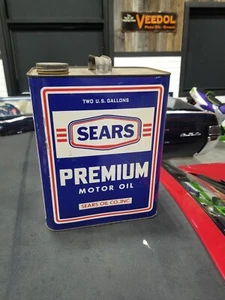 VEEDOL
TWO U.S. GALLONS
SEARS
PREMIUM
MOTOR OIL
SEARS OIL CO., INC.